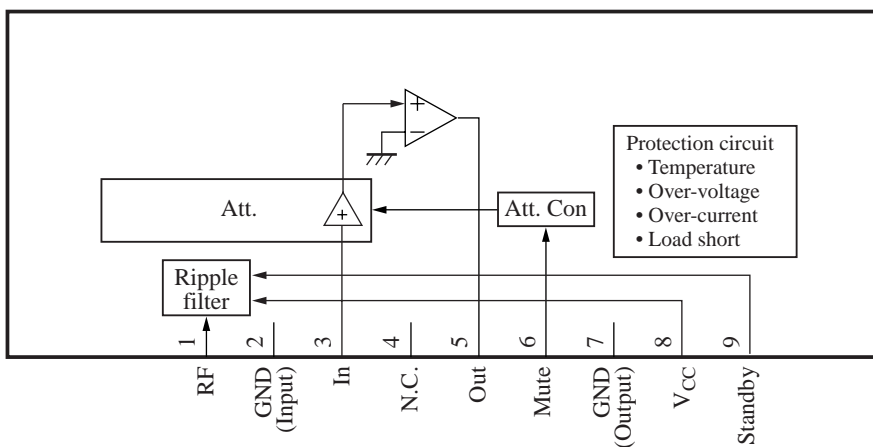 Protection circuit
• Temperature
• Over-voltage
• Over-current
• Load short
+
−
Att.
+
Att. Con
Ripple
filter
1
2
3
4
5
6
7
8
9
RF
GND
(Input)
In
N.C.
Out
Mute
GND
(Output)
VCC
Standby